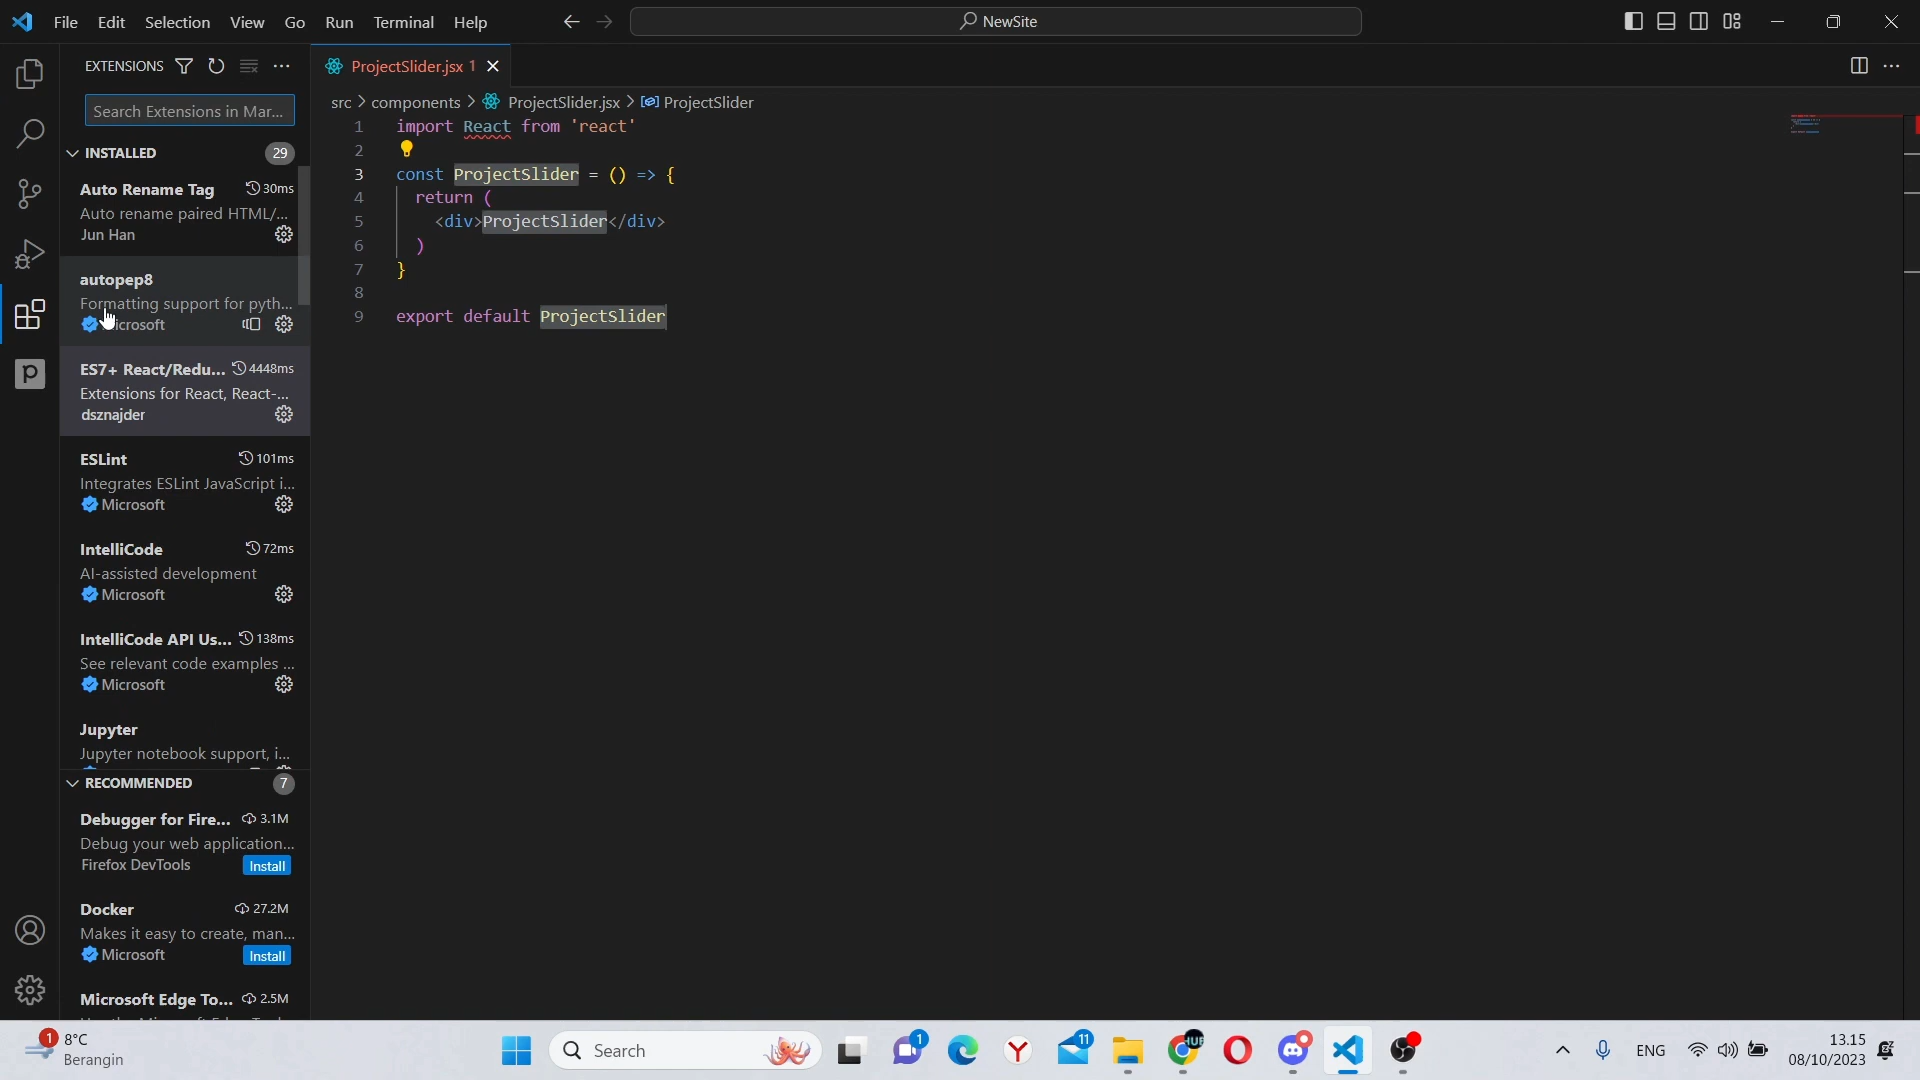 File Edit Selection View Go Run Terminal Help
NewSite
EXTENSIONS
Search Extensions in Mar...
INSTALLED 29
Auto Rename Tag 30ms
Auto rename paired HTML/...
Jun Han
autopep8
Formatting support for pyth...
ES7+ React/Redu... 4448ms
Extensions for React, React-...
dsznajder
ESLint 101ms
Integrates ESLint JavaScript i...
Microsoft
IntelliCode 72ms
AI-assisted development
Microsoft
IntelliCode API Us... 138ms
See relevant code examples ...
Microsoft
Jupyter
Jupyter notebook support, i...
RECOMMENDED 7
Debugger for Fire... 3.1M
Debug your web application...
Firefox DevTools Install
Docker 27.2M
Makes it easy to create, man...
Microsoft Install
Microsoft Edge To... 2.5M
ProjectSlider.jsx 1
src > components > ProjectSlider.jsx > ProjectSlider
1 import React from 'react'
2
3 const ProjectSlider = () => {
4 return (
5 <div>ProjectSlider</div>
6 )
7 }
8
9 export default ProjectSlider
1
8°C
Berangin
Search
1
11
HUB
ENG
13.15
08/10/2023